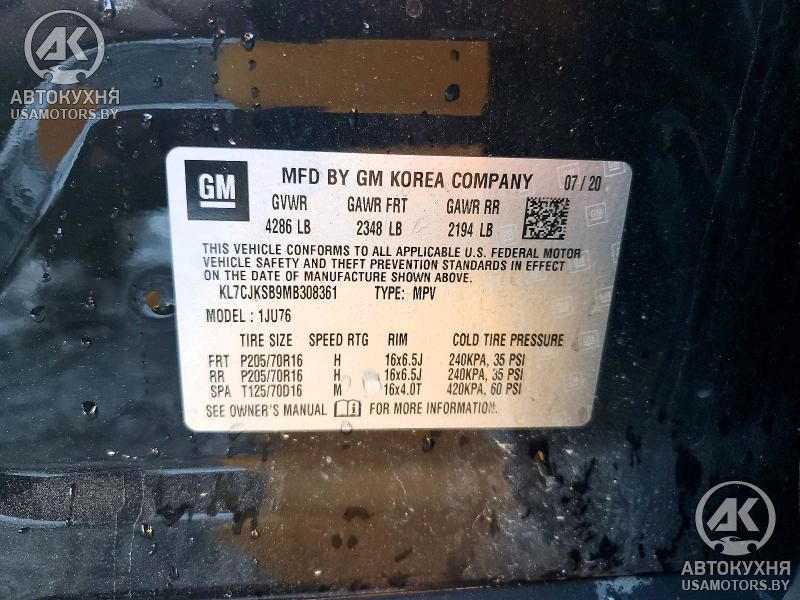 AK
АВТОКУХНЯ
USAMOTORS.BY
GM MFD BY GM KOREA COMPANY 07 / 20
GVWR GAWR FRT GAWR RR
4286 LB 2348 LB 2194 LB
THIS VEHICLE CONFORMS TO ALL APPLICABLE U.S. FEDERAL MOTOR
VEHICLE SAFETY AND THEFT PREVENTION STANDARDS IN EFFECT
ON THE DATE OF MANUFACTURE SHOWN ABOVE.
KL7CJKSB9MB308361 TYPE: MPV
MODEL : 1JU76
TIRE SIZE SPEED RTG RIM COLD TIRE PRESSURE
FRT P205/70R16 H 16x6.5J 240KPA, 35 PSI
RR P205/70R16 H 16x6.5J 240KPA, 35 PSI
SPA T125/70D16 M 16x4.0T 420KPA, 60 PSI
SEE OWNER'S MANUAL FOR MORE INFORMATION.
AK
АВТОКУХНЯ
USAMOTORS.BY